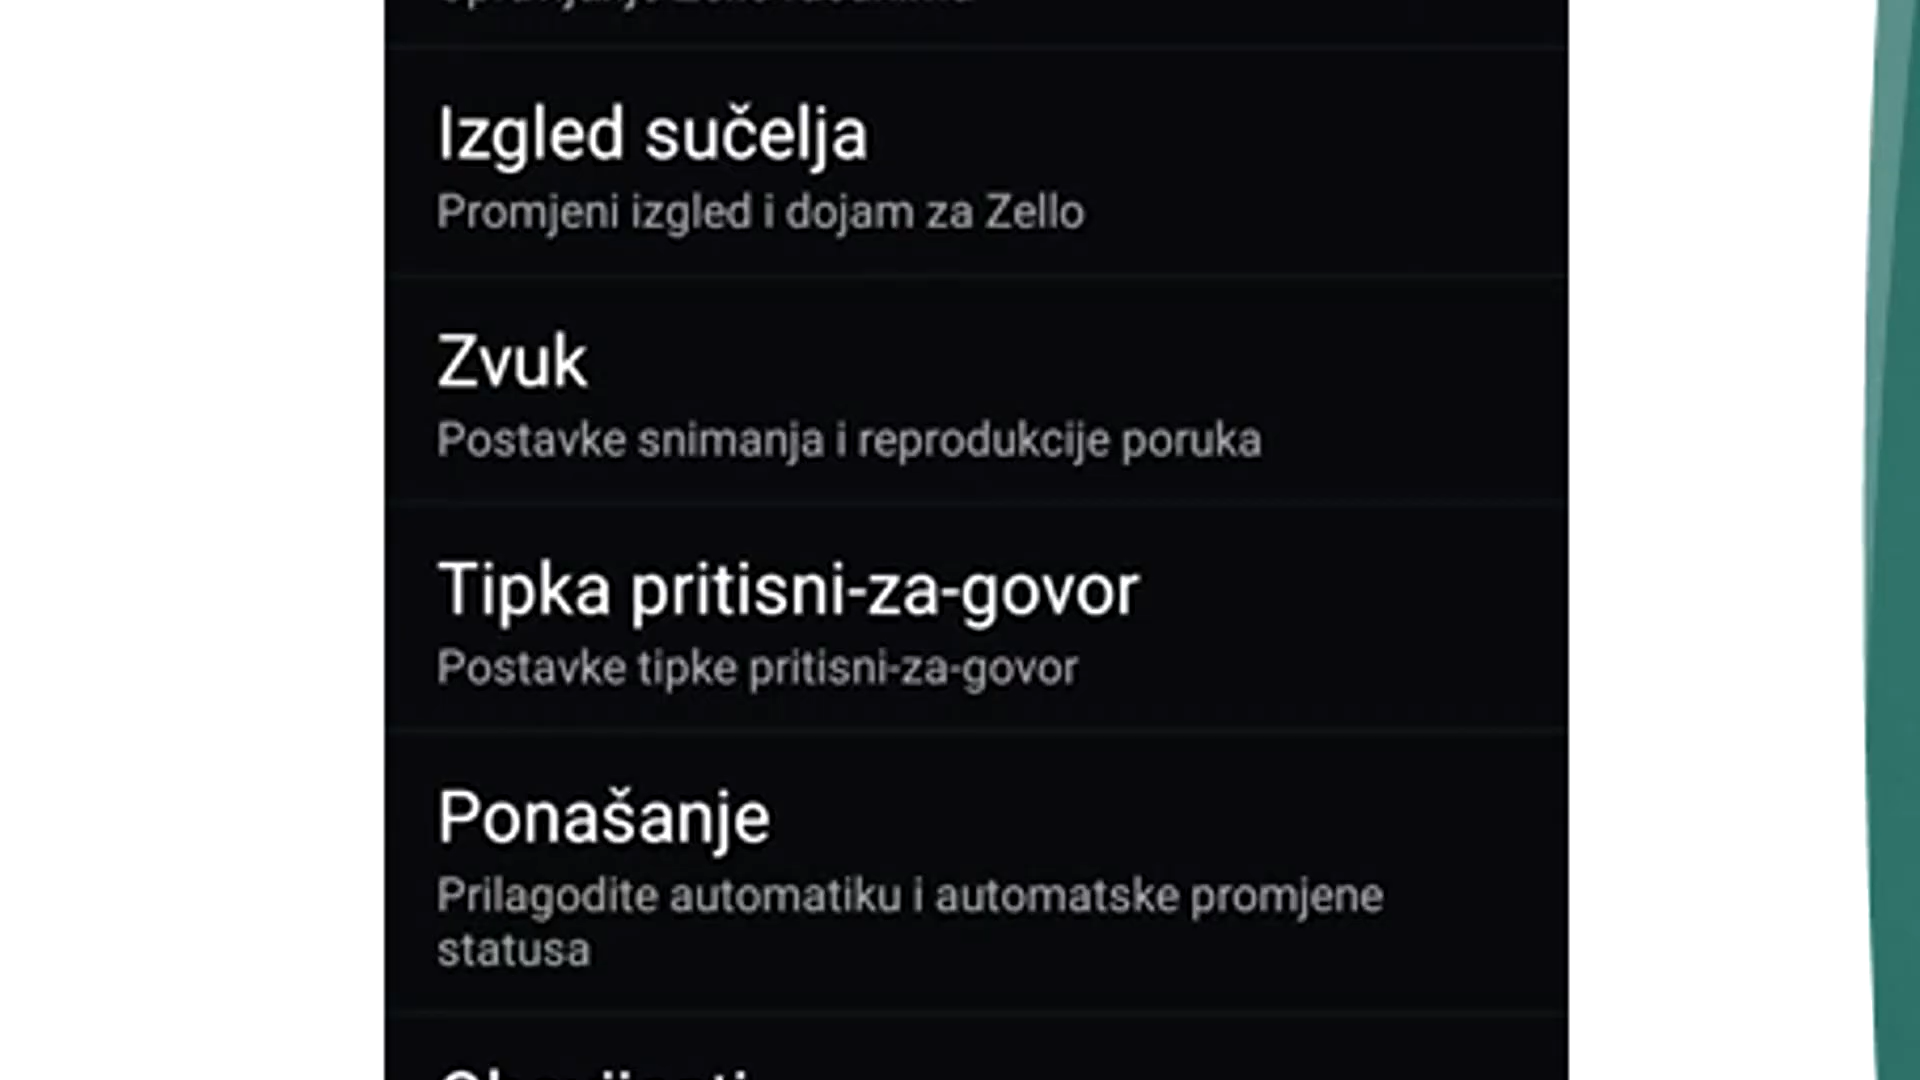 Izgled sučelja
Promjeni izgled i dojam za Zello
Zvuk
Postavke snimanja i reprodukcije poruka
Tipka pritisni-za-govor
Postavke tipke pritisni-za-govor
Ponašanje
Prilagodite automatiku i automatske promjene
statusa